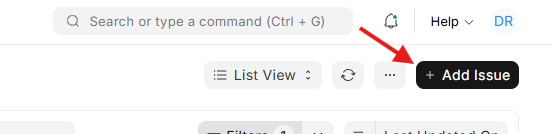 Search or type a command (Ctrl + G)
Help
DR
List View
...
+ Add Issue
Filters 1
Last Updated On